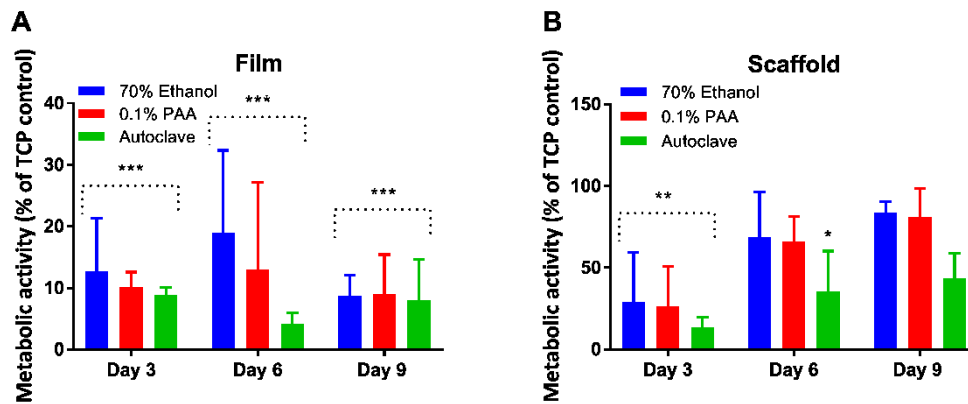 A
Film
Metabolic activity (% of TCP control)
70% Ethanol
0.1% PAA
Autoclave
40
30
20
10
0
***
***
***
Day 3
Day 6
Day 9
B
Scaffold
Metabolic activity (% of TCP control)
70% Ethanol
0.1% PAA
Autoclave
150
100
50
0
**
*
Day 3
Day 6
Day 9